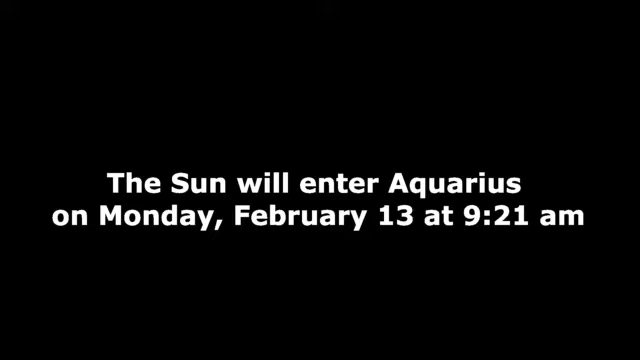 The Sun will enter Aquarius
on Monday, February 13 at 9:21 am